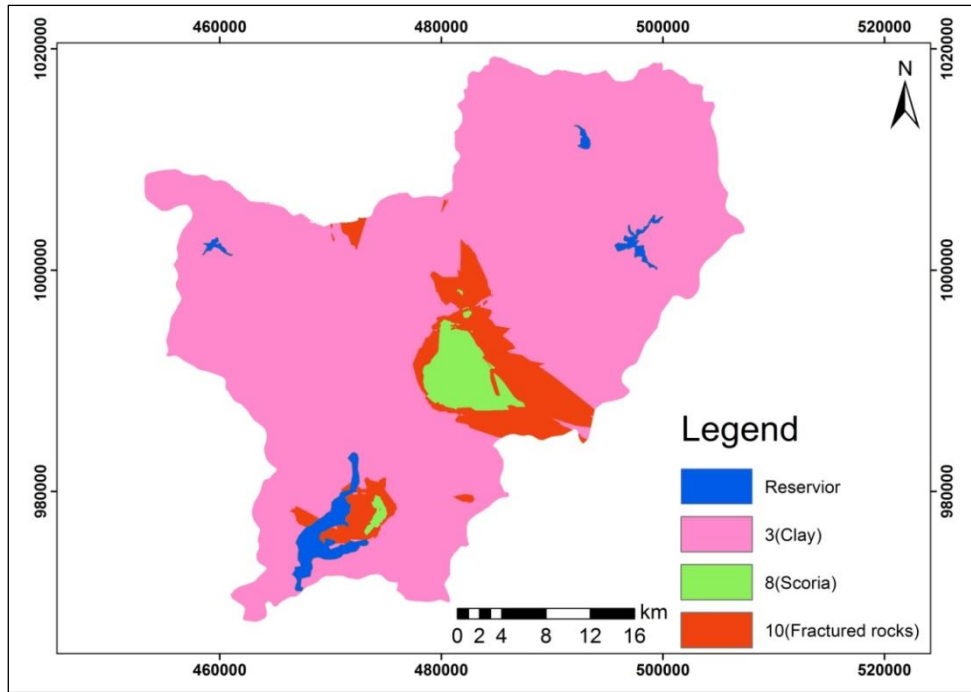 460000 480000 500000 520000
1020000 1020000
N
1000000 1000000
980000 980000
Legend
Reservior
3(Clay)
8(Scoria)
10(Fractured rocks)
km
0 2 4 8 12 16
460000 480000 500000 520000